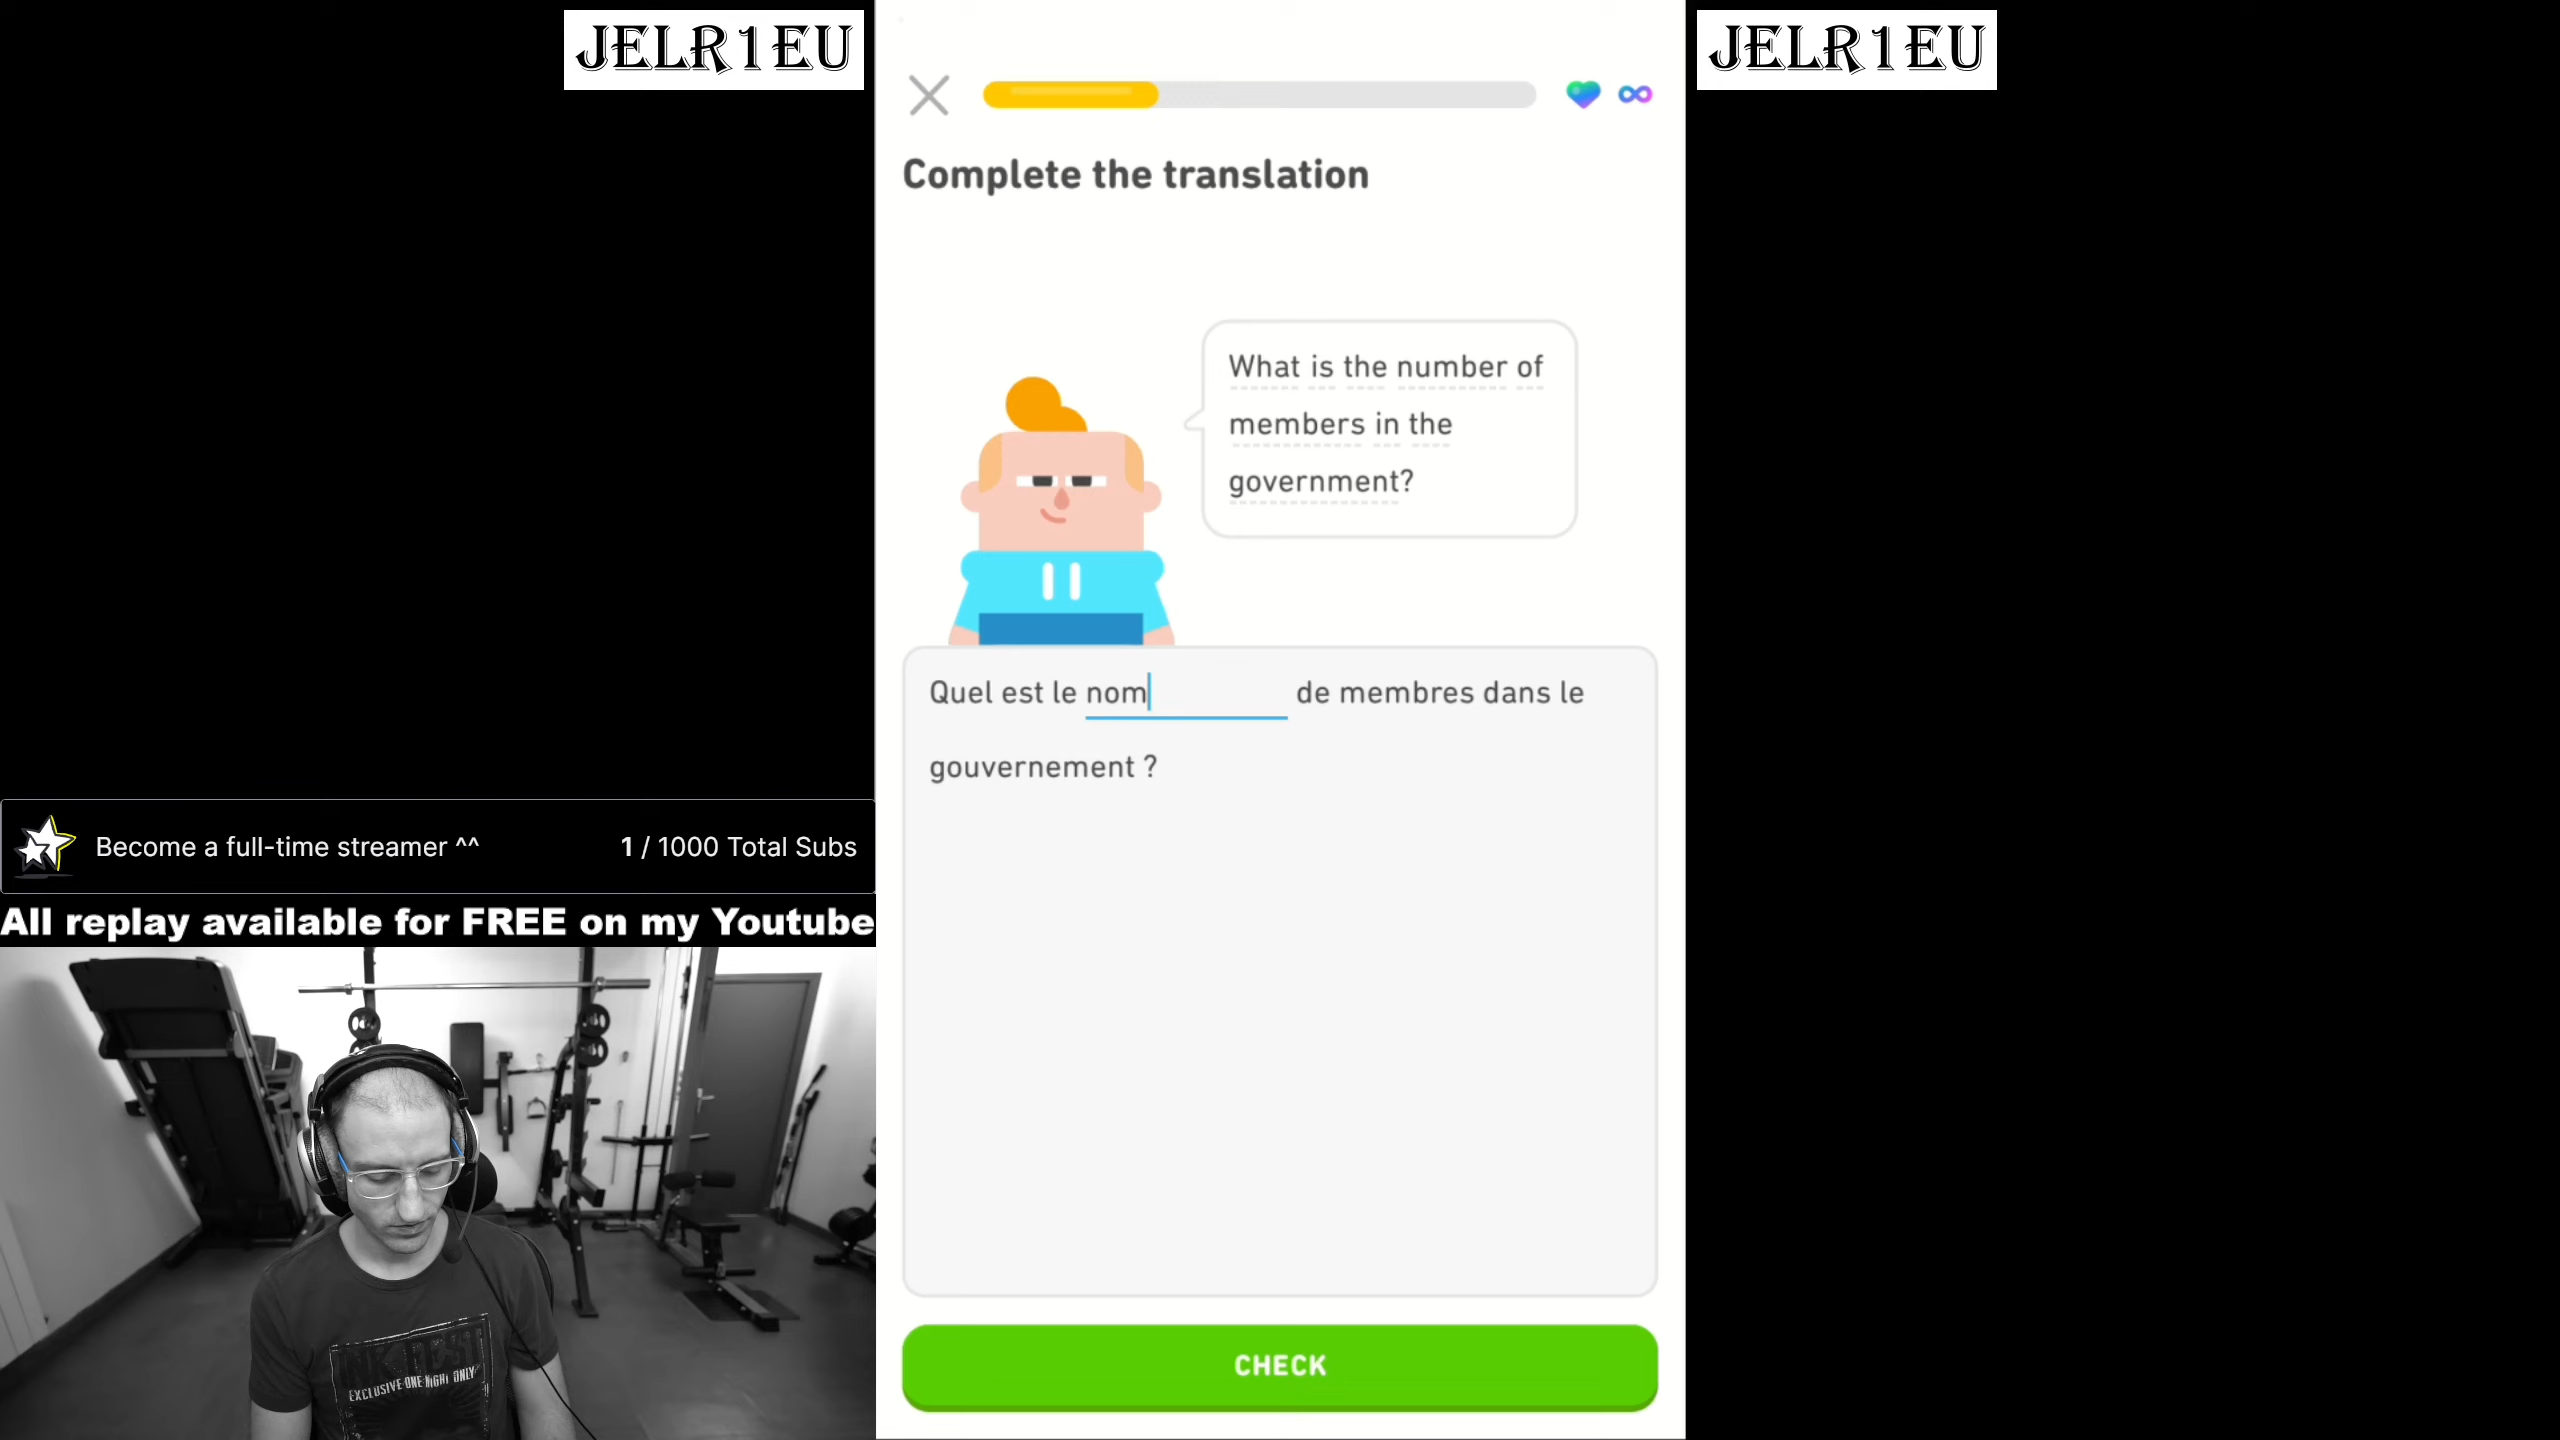 JELR1EU
JELR1EU
Complete the translation
What is the number of
members in the
government?
Quel est le nom de membres dans le
gouvernement ?
CHECK
Become a full-time streamer ^^ 1 / 1000 Total Subs
All replay available for FREE on my Youtube
EXCLUSIVE ONE NIGHT ONLY